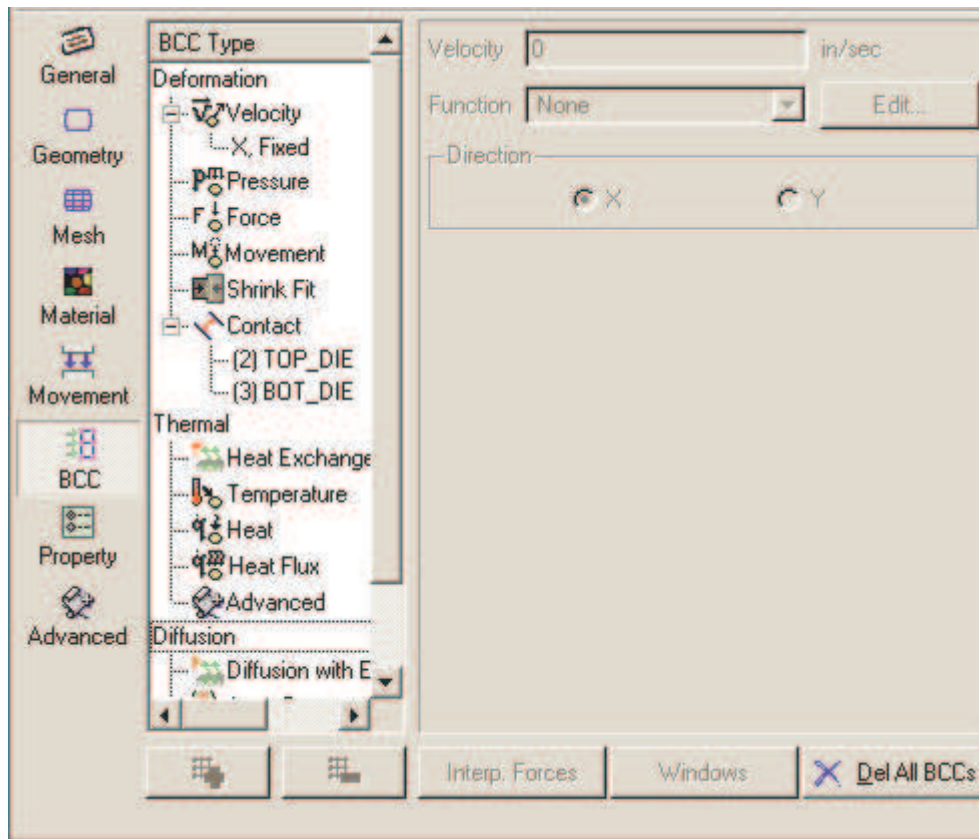 General
Geometry
Mesh
Material
Movement
BCC
Property
Advanced
BCC Type
Deformation
Velocity
X, Fixed
Pressure
Force
Movement
Shrink Fit
Contact
(2) TOP_DIE
(3) BOT_DIE
Thermal
Heat Exchange
Temperature
Heat
Heat Flux
Advanced
Diffusion
Diffusion with E
Velocity 0 in/sec
Function None Edit...
Direction
X Y
Interp. Forces Windows Del All BCCs